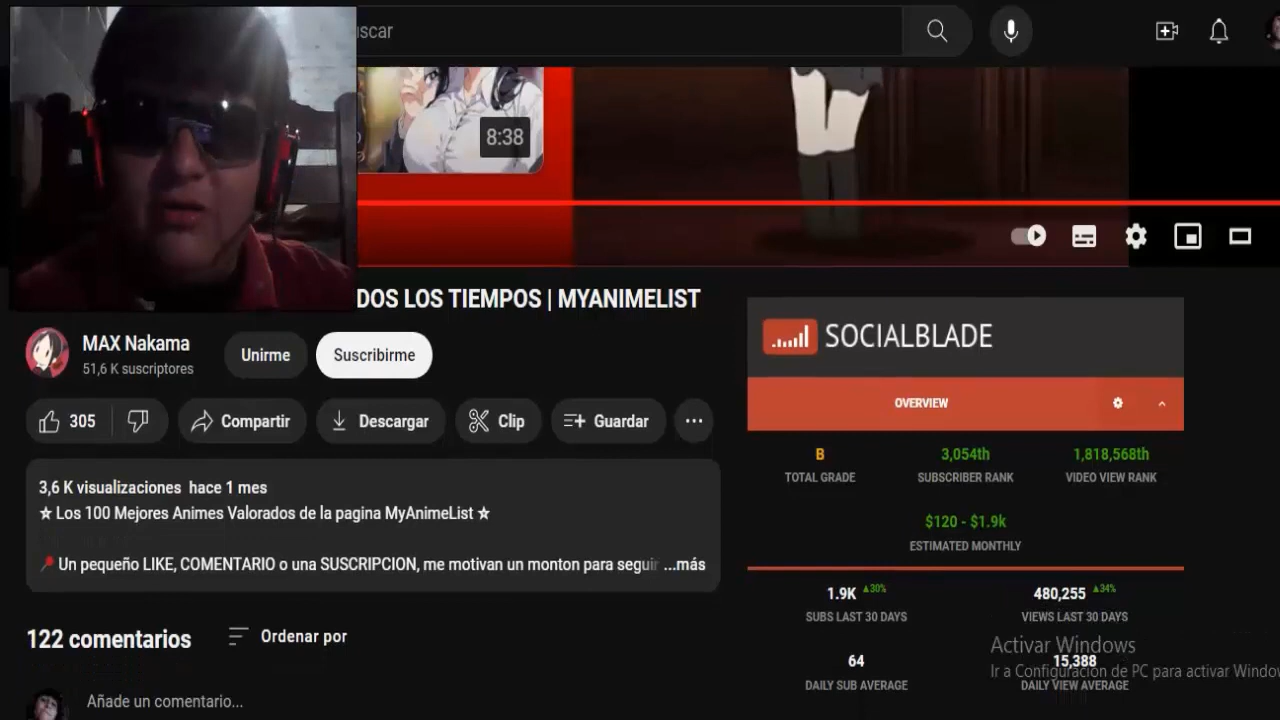 scar
8:38
DOS LOS TIEMPOS | MYANIMELIST
MAX Nakama
51,6 K suscriptores
Unirme
Suscribirme
305
Compartir
Descargar
Clip
Guardar
3,6 K visualizaciones hace 1 mes
☆ Los 100 Mejores Animes Valorados de la pagina MyAnimeList ☆
📌 Un pequeño LIKE, COMENTARIO o una SUSCRIPCION, me motivan un monton para seguir ...más
122 comentarios
Ordenar por
Añade un comentario...
SOCIALBLADE
OVERVIEW
B
TOTAL GRADE
3,054th
SUBSCRIBER RANK
1,818,568th
VIDEO VIEW RANK
$120 - $1.9k
ESTIMATED MONTHLY
1.9K ▲30%
SUBS LAST 30 DAYS
480,255 ▲34%
VIEWS LAST 30 DAYS
64
DAILY SUB AVERAGE
15,388
DAILY VIEW AVERAGE
Activar Windows
Ir a Configuración de PC para activar Window